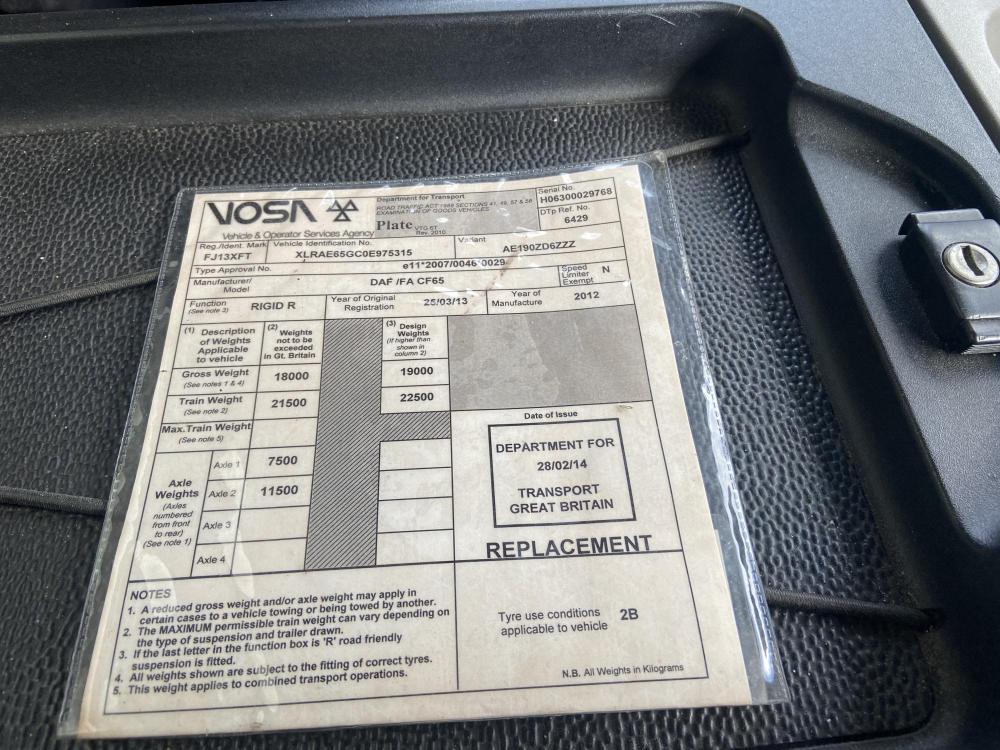 VOSA
Vehicle & Operator Services Agency
Department for Transport
ROAD TRAFFIC ACT 1988 SECTIONS 41, 49, 57 & 58
EXAMINATION OF GOODS VEHICLES
Plate VTG 6T
Rev. 2010
Serial No.
H06300029768
DTp Ref. No.
6429
Reg./Ident. Mark
FJ13XFT
Vehicle Identification No.
XLRAE65GC0E975315
Variant
AE190ZD6ZZZ
Type Approval No.
e11*2007/0046*0029
Manufacturer/
Model
DAF /FA CF65
Speed
Limiter
Exempt
N
Function
(See note 3)
RIGID R
Year of Original
Registration
25/03/13
Year of
Manufacture
2012
(1) Description
of Weights
Applicable
to vehicle
(2) Weights
not to be
exceeded
in Gt. Britain
(3) Design
Weights
(if higher than
shown in
column 2)
Gross Weight
(See notes 1 & 4)
18000
19000
Train Weight
(See note 2)
21500
22500
Max.Train Weight
(See note 5)
Axle
Weights
(Axles
numbered
from front
to rear)
(See note 1)
Axle 1
7500
Axle 2
11500
Axle 3
Axle 4
Date of Issue
DEPARTMENT FOR
28/02/14
TRANSPORT
GREAT BRITAIN
REPLACEMENT
NOTES
1. A reduced gross weight and/or axle weight may apply in
certain cases to a vehicle towing or being towed by another.
2. The MAXIMUM permissible train weight can vary depending on
the type of suspension and trailer drawn.
3. If the last letter in the function box is 'R' road friendly
suspension is fitted.
4. All weights shown are subject to the fitting of correct tyres.
5. This weight applies to combined transport operations.
Tyre use conditions
applicable to vehicle
2B
N.B. All Weights in Kilograms